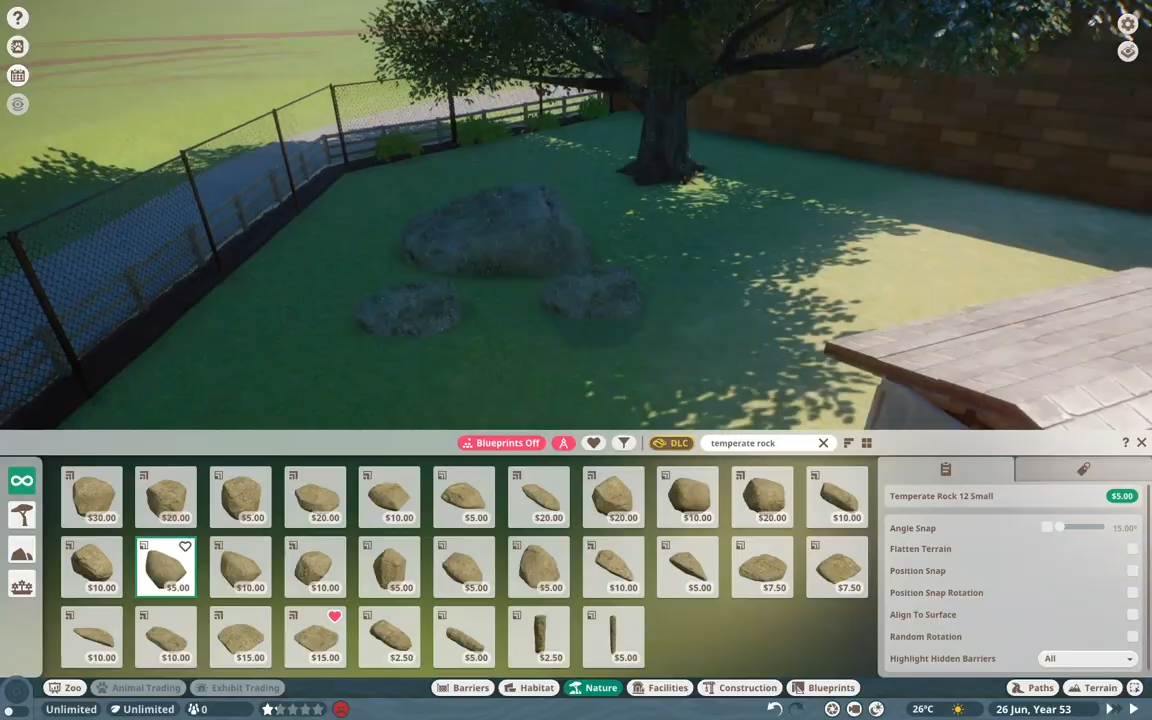 ?
Blueprints Off
DLC
temperate rock
?
$30.00 $20.00 $5.00 $20.00 $10.00 $5.00 $20.00 $20.00 $10.00 $20.00 $10.00
$10.00 $5.00 $10.00 $10.00 $5.00 $5.00 $5.00 $10.00 $5.00 $7.50 $7.50
$10.00 $10.00 $15.00 $15.00 $2.50 $5.00 $2.50 $5.00
Temperate Rock 12 Small $5.00
Angle Snap 15.00°
Flatten Terrain
Position Snap
Position Snap Rotation
Align To Surface
Random Rotation
Highlight Hidden Barriers All
Zoo Animal Trading Exhibit Trading Barriers Habitat Nature Facilities Construction Blueprints Paths Terrain
Unlimited Unlimited 0 26°C 26 Jun, Year 53